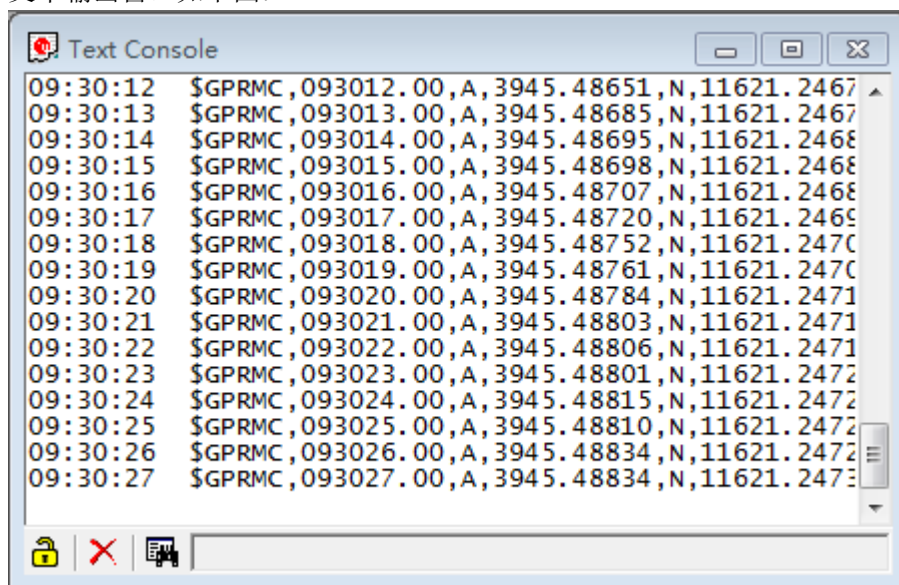 Text Console
09:30:12 $GPRMC,093012.00,A,3945.48651,N,11621.2467
09:30:13 $GPRMC,093013.00,A,3945.48685,N,11621.2467
09:30:14 $GPRMC,093014.00,A,3945.48695,N,11621.2468
09:30:15 $GPRMC,093015.00,A,3945.48698,N,11621.2468
09:30:16 $GPRMC,093016.00,A,3945.48707,N,11621.2468
09:30:17 $GPRMC,093017.00,A,3945.48720,N,11621.2469
09:30:18 $GPRMC,093018.00,A,3945.48752,N,11621.2470
09:30:19 $GPRMC,093019.00,A,3945.48761,N,11621.2470
09:30:20 $GPRMC,093020.00,A,3945.48784,N,11621.2471
09:30:21 $GPRMC,093021.00,A,3945.48803,N,11621.2471
09:30:22 $GPRMC,093022.00,A,3945.48806,N,11621.2471
09:30:23 $GPRMC,093023.00,A,3945.48801,N,11621.2472
09:30:24 $GPRMC,093024.00,A,3945.48815,N,11621.2472
09:30:25 $GPRMC,093025.00,A,3945.48810,N,11621.2472
09:30:26 $GPRMC,093026.00,A,3945.48834,N,11621.2472
09:30:27 $GPRMC,093027.00,A,3945.48834,N,11621.2473